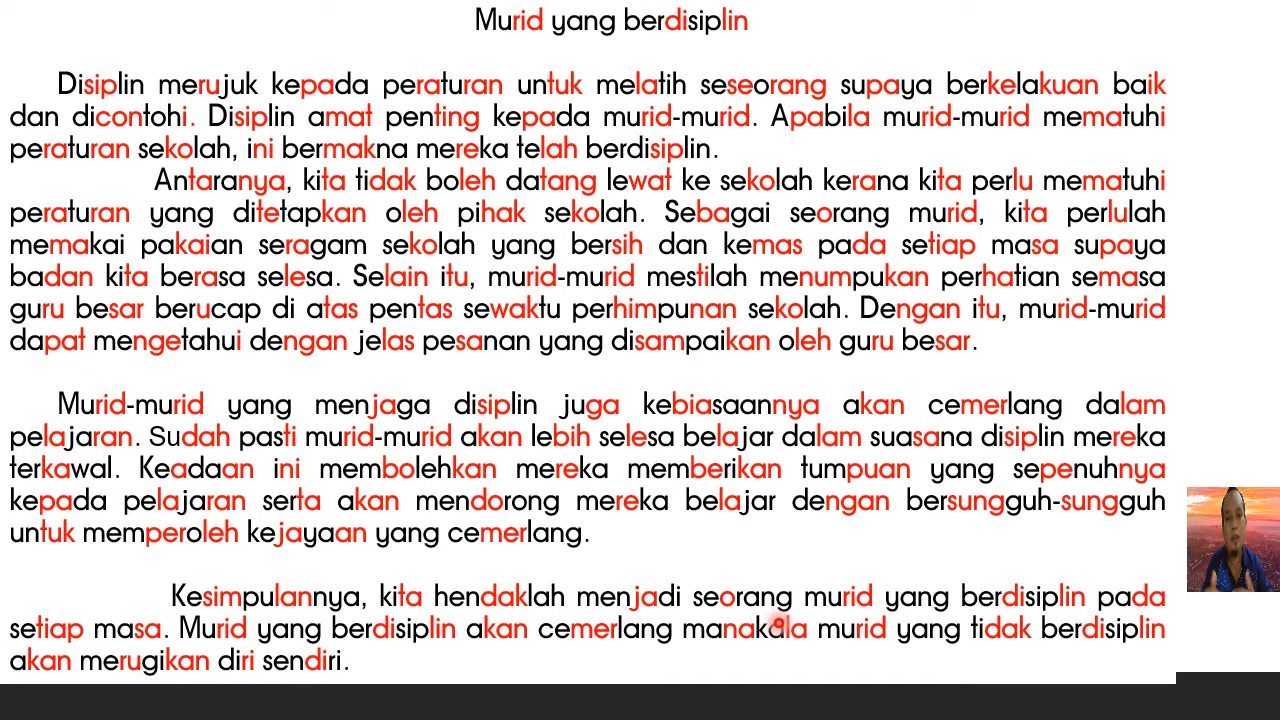 Murid yang berdisiplin
Disiplin merujuk kepada peraturan untuk melatih seseorang supaya berkelakuan baik
dan dicontohi. Disiplin amat penting kepada murid-murid. Apabila murid-murid mematuhi
peraturan sekolah, ini bermakna mereka telah berdisiplin.
Antaranya, kita tidak boleh datang lewat ke sekolah kerana kita perlu mematuhi
peraturan yang ditetapkan oleh pihak sekolah. Sebagai seorang murid, kita perlulah
memakai pakaian seragam sekolah yang bersih dan kemas pada setiap masa supaya
badan kita berasa selesa. Selain itu, murid-murid mestilah menumpukan perhatian semasa
guru besar berucap di atas pentas sewaktu perhimpunan sekolah. Dengan itu, murid-murid
dapat mengetahui dengan jelas pesanan yang disampaikan oleh guru besar.
Murid-murid yang menjaga disiplin juga kebiasaannya akan cemerlang dalam
pelajaran. Sudah pasti murid-murid akan lebih selesa belajar dalam suasana disiplin mereka
terkawal. Keadaan ini membolehkan mereka memberikan tumpuan yang sepenuhnya
kepada pelajaran serta akan mendorong mereka belajar dengan bersungguh-sungguh
untuk memperoleh kejayaan yang cemerlang.
Kesimpulannya, kita hendaklah menjadi seorang murid yang berdisiplin pada
setiap masa. Murid yang berdisiplin akan cemerlang manakala murid yang tidak berdisiplin
akan merugikan diri sendiri.